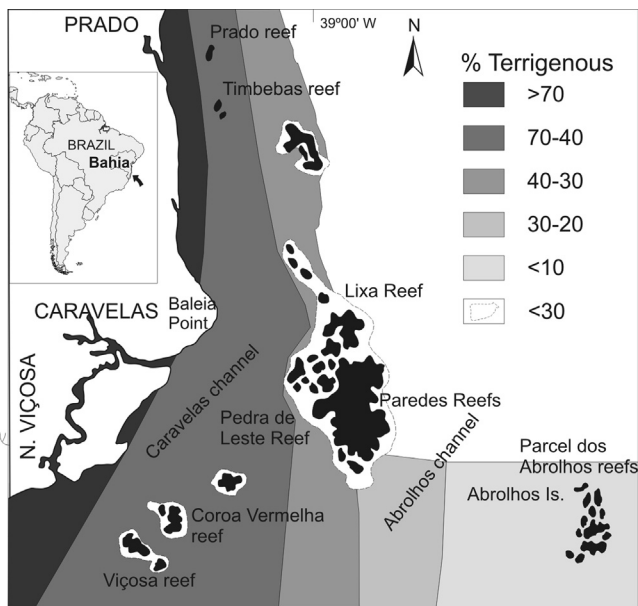 PRADO
Prado reef
39°00' W
N
Timbebas reef
% Terrigenous
>70
70-40
40-30
30-20
<10
<30
BRAZIL
Bahia
Lixa Reef
CARAVELAS
Baleia
Point
N. VIÇOSA
Caravelas channel
Pedra de
Leste Reef
Paredes Reefs
Abrolhos channel
Parcel dos
Abrolhos reefs
Abrolhos Is.
Coroa Vermelha
reef
Viçosa reef